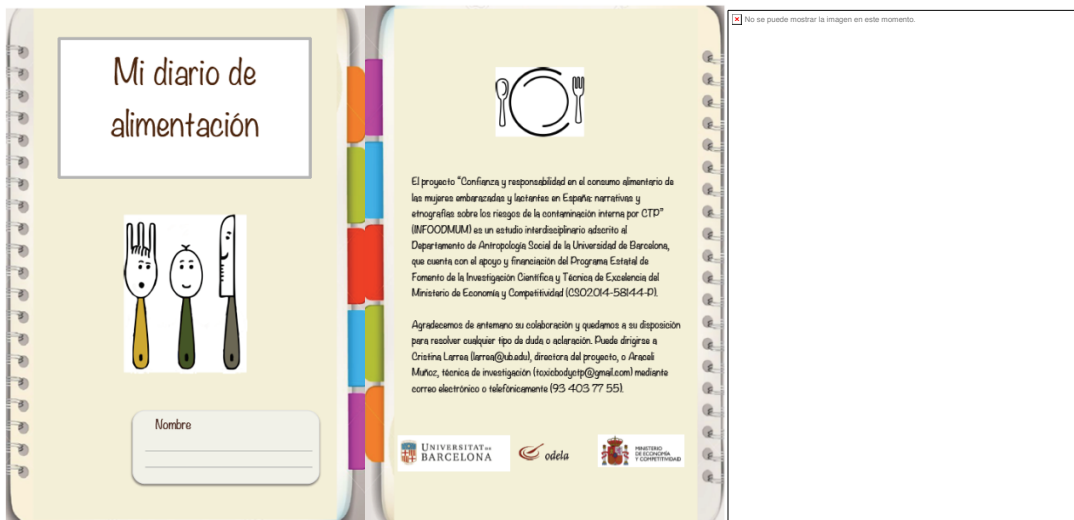 Mi diario de
alimentación
Nombre
El proyecto "Confianza y responsabilidad en el consumo alimentario de
las mujeres embarazadas y lactantes en España: narrativas y
etnografías sobre los riesgos de la contaminación interna por CTP"
(INFOODMUM) es un estudio interdisciplinario adscrito al
Departamento de Antropología Social de la Universidad de Barcelona,
que cuenta con el apoyo y financiación del Programa Estatal de
Fomento de la Investigación Científica y Técnica de Excelencia del
Ministerio de Economía y Competitividad (CSO2014-58144-P).
Agradecemos de antemano su colaboración y quedamos a su disposición
para resolver cualquier tipo de duda o aclaración. Puede dirigirse a
Cristina Larrea (larrea@ub.edu), directora del proyecto, o Araceli
Muñoz, técnica de investigación (toxicbodyctp@gmail.com) mediante
correo electrónico o telefónicamente (93 403 77 55).
UNIVERSITAT DE
BARCELONA
odela
MINISTERIO
DE ECONOMÍA
Y COMPETITIVIDAD
No se puede mostrar la imagen en este momento.